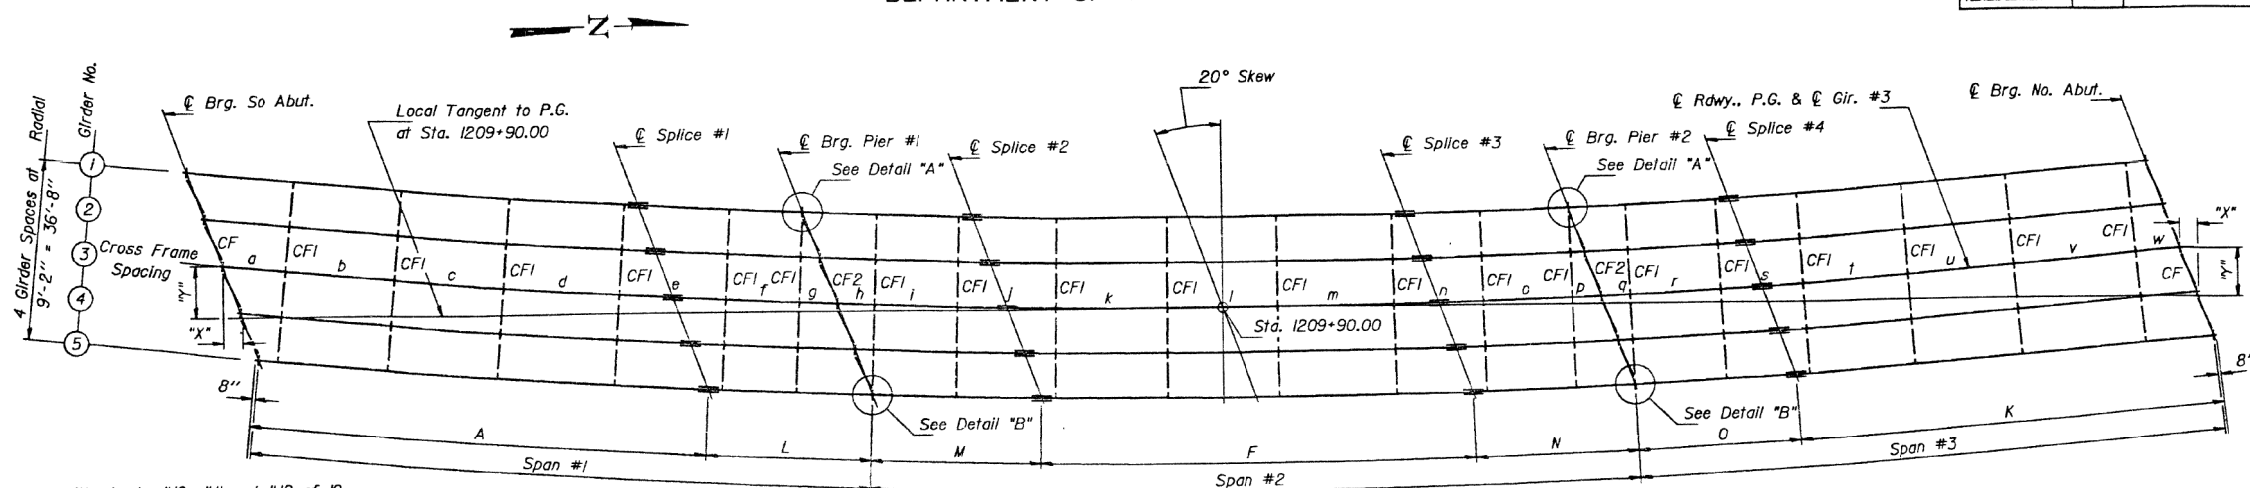 Z
20° Skew
Girder No.
4 Girder Spaces at Radial
9'-2" = 36'-8"
℄ Brg. So Abut.
Local Tangent to P.G.
at Sta. 1209+90.00
℄ Splice #1
℄ Brg. Pier #1
See Detail "A"
℄ Splice #2
℄ Splice #3
℄ Brg. Pier #2
See Detail "A"
℄ Rdwy., P.G. & ℄ Gir. #3
℄ Splice #4
℄ Brg. No. Abut.
1
2
3
4
5
Cross Frame
Spacing
"Y"
"X"
CF a CF1 b CF1 c CF1 d CF1 e CF1 f CF1 g CF2 h CF1 i CF1 j CF1 k CF1 l CF1 m CF1 n CF1 o CF1 p CF2 q CF1 r CF1 s CF1 t CF1 u CF1 v CF1 w CF
"X"
"Y"
Sta. 1209+90.00
8"
See Detail "B"
See Detail "B"
8"
A L M F N O K
Span #1
Span #2
Span #3